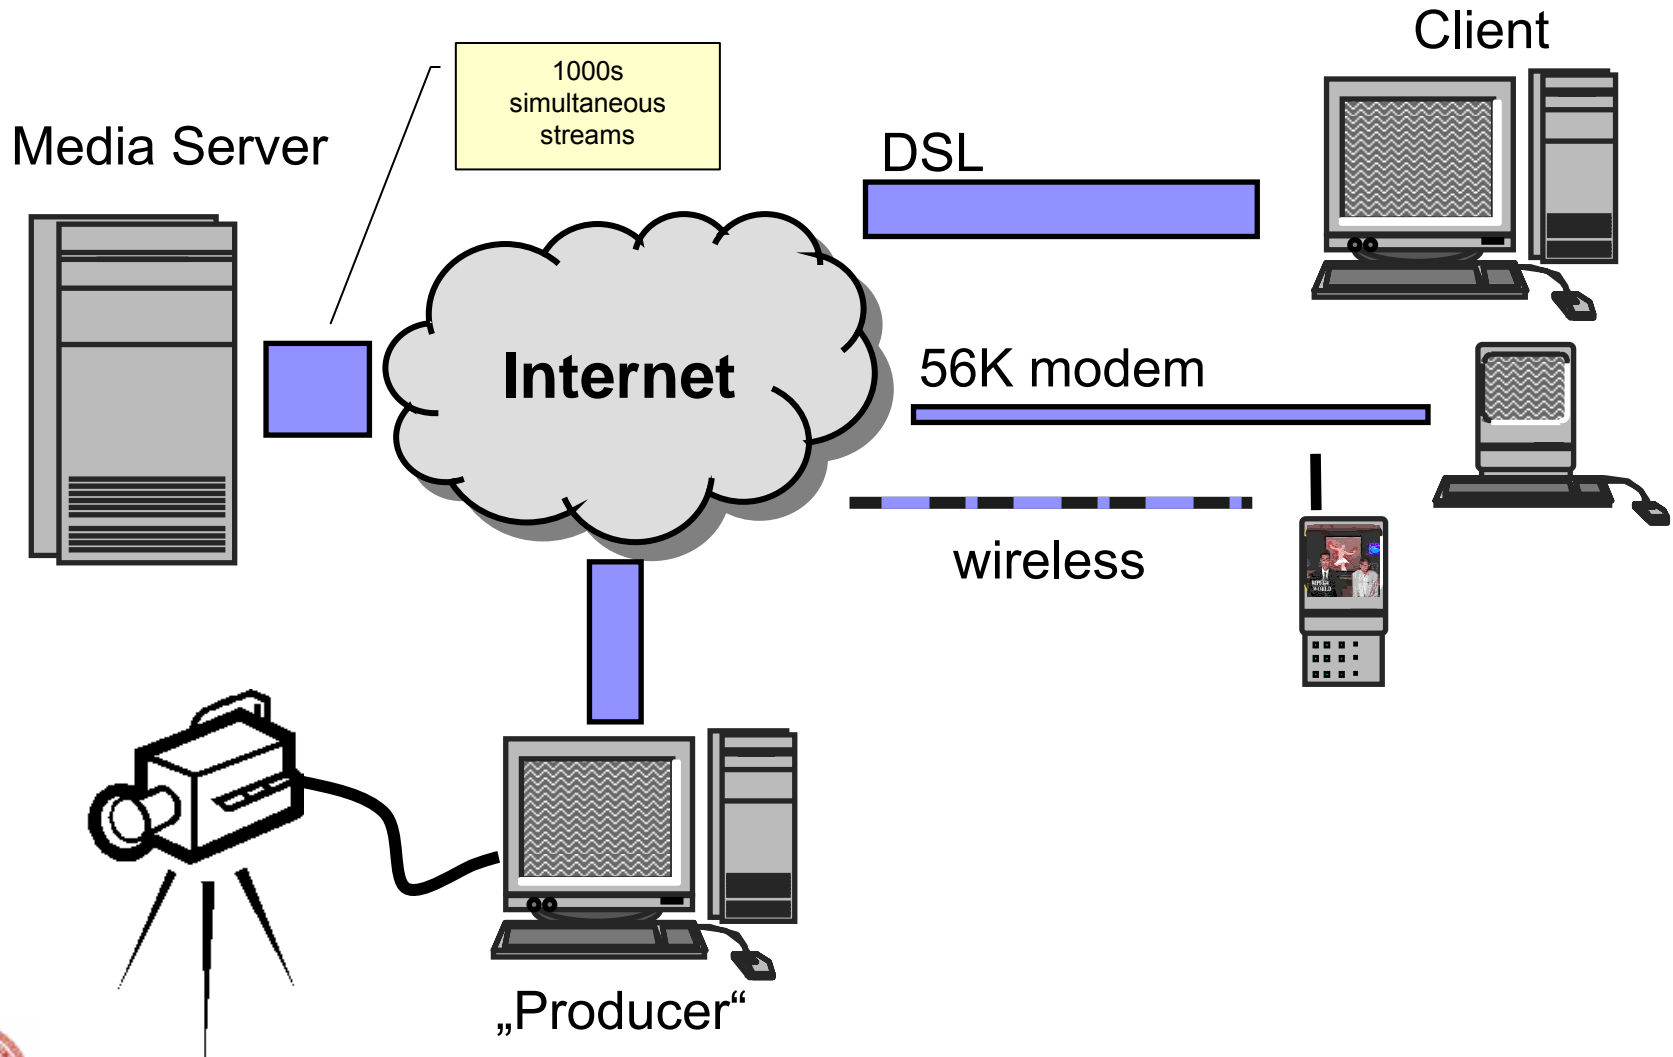 Client
1000s
simultaneous
streams
Media Server
DSL
Internet
56K modem
wireless
„Producer“